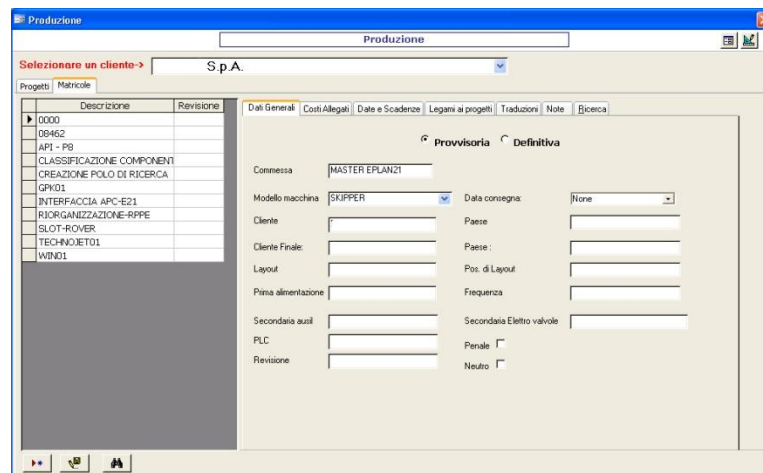 Produzione
Produzione
Selezionare un cliente-> S.p.A.
Progetti Matricole
Descrizione Revisione
0000
08462
API - P8
CLASSIFICAZIONE COMPONENT
CREAZIONE POLO DI RICERCA
GPK01
INTERFACCIA APC-E21
RIORGANIZZAZIONE-RPPE
SLOT-ROVER
TECHNOJET01
WIN01
Dati Generali Costi Allegati Date e Scadenze Legami ai progetti Traduzioni Note Ricerca
Provvisoria Definitiva
Commessa MASTER EPLAN21
Modello macchina SKIPPER Data consegna: None
Cliente Paese
Cliente Finale: Paese :
Layout Pos. di Layout
Prima alimentazione Frequenza
Secondaria ausil Secondaria Elettro valvole
PLC Penale
Revisione Neutro